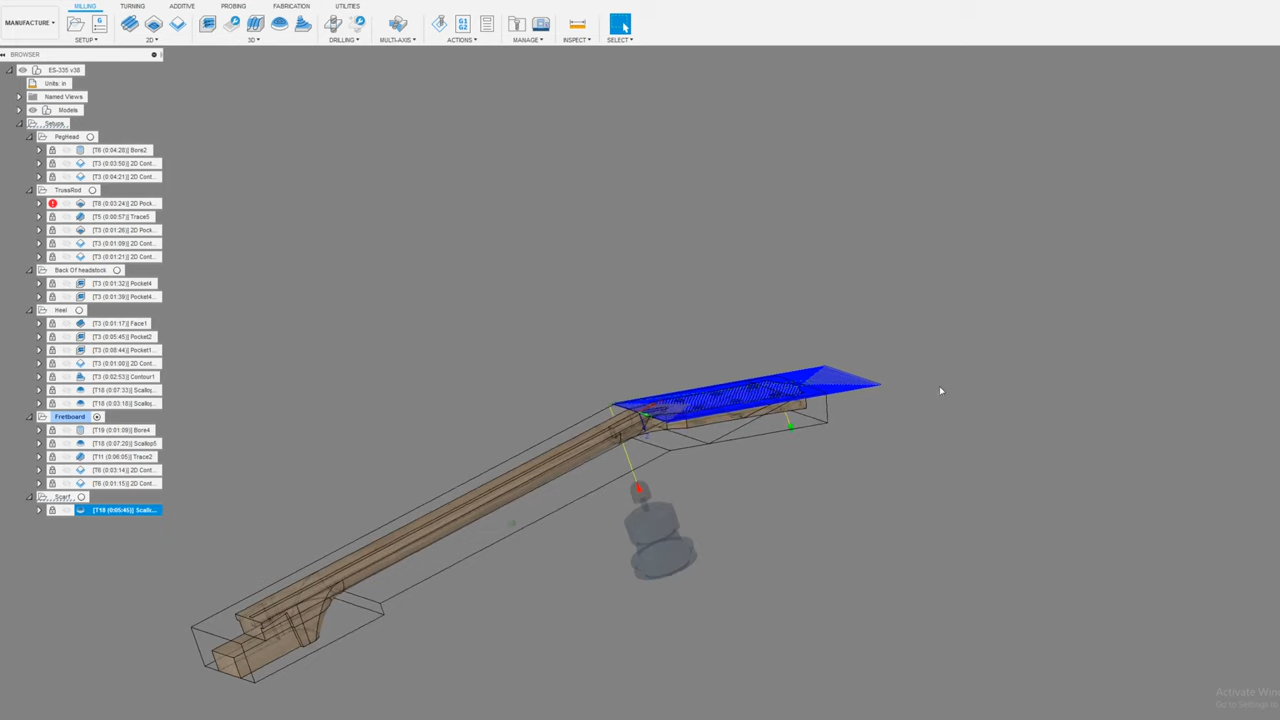 MILLING TURNING ADDITIVE PROBING FABRICATION UTILITIES
MANUFACTURE
SETUP 2D 3D DRILLING MULTI-AXIS ACTIONS MANAGE INSPECT SELECT
G1
G2
BROWSER
ES-335 v38
Units: in
Named Views
Models
Setups
PegHead
[T6 (0:04:28)] Bore2
[T3 (0:03:50)] 2D Cont...
[T3 (0:04:21)] 2D Cont...
TrussRod
[T8 (0:03:24)] 2D Pock...
[T5 (0:00:57)] Trace5
[T3 (0:01:26)] 2D Pock...
[T3 (0:01:09)] 2D Cont...
[T3 (0:01:21)] 2D Cont...
Back Of headstock
[T3 (0:01:32)] Pocket4
[T3 (0:01:39)] Pocket4...
Heel
[T3 (0:01:17)] Face1
[T3 (0:05:45)] Pocket2
[T3 (0:08:44)] Pocket1...
[T3 (0:01:00)] 2D Cont...
[T3 (0:02:53)] Contour1
[T18 (0:07:33)] Scallo...
[T18 (0:03:18)] Scallo...
Fretboard
[T19 (0:01:09)] Bore4
[T18 (0:07:20)] Scallop5
[T11 (0:06:05)] Trace2
[T6 (0:03:14)] 2D Cont...
[T6 (0:01:15)] 2D Cont...
Scarf
[T18 (0:05:45)] Scallo...
Activate Win
Go to Settings to